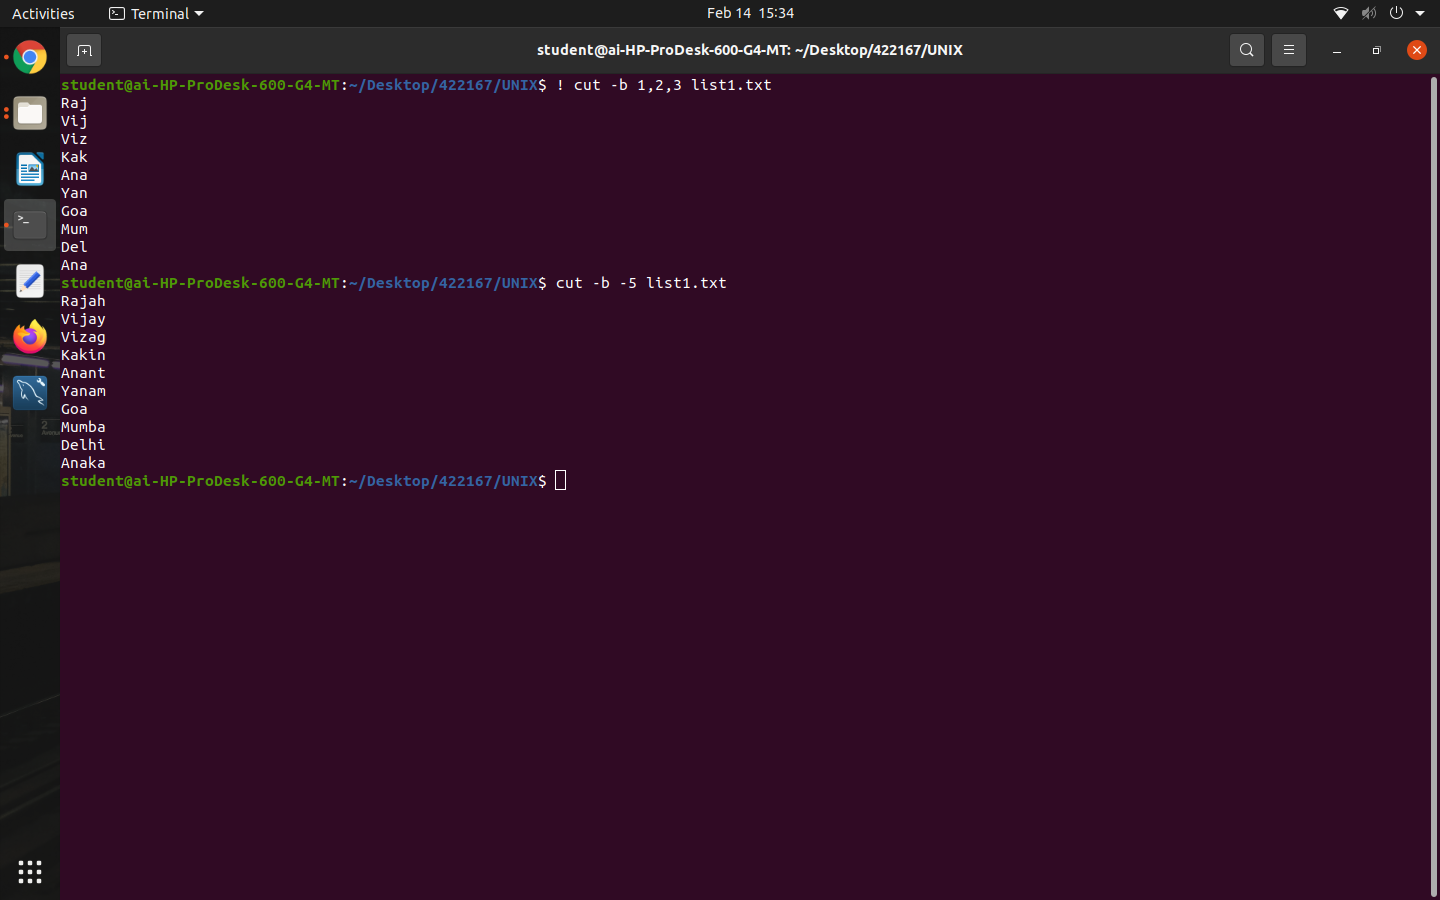 Activities Terminal Feb 14 15:34
student@ai-HP-ProDesk-600-G4-MT: ~/Desktop/422167/UNIX
student@ai-HP-ProDesk-600-G4-MT:~/Desktop/422167/UNIX$ ! cut -b 1,2,3 list1.txt
Raj
Vij
Viz
Kak
Ana
Yan
Goa
Mum
Del
Ana
student@ai-HP-ProDesk-600-G4-MT:~/Desktop/422167/UNIX$ cut -b -5 list1.txt
Rajah
Vijay
Vizag
Kakin
Anant
Yanam
Goa
Mumba
Delhi
Anaka
student@ai-HP-ProDesk-600-G4-MT:~/Desktop/422167/UNIX$